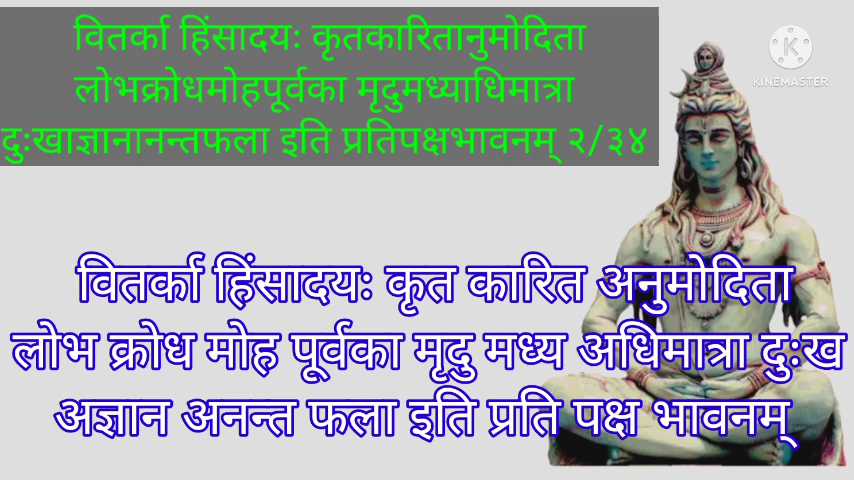 वितर्का हिंसादयः कृतकारितानुमोदिता
लोभक्रोधमोहपूर्वका मृदुमध्याधिमात्रा
दुःखाज्ञानानन्तफला इति प्रतिपक्षभावनम् २/३४
K
KINEMASTER
वितर्का हिंसादयः कृत कारित अनुमोदिता
लोभ क्रोध मोह पूर्वका मृदु मध्य अधिमात्रा दुःख
अज्ञान अनन्त फला इति प्रति पक्ष भावनम्